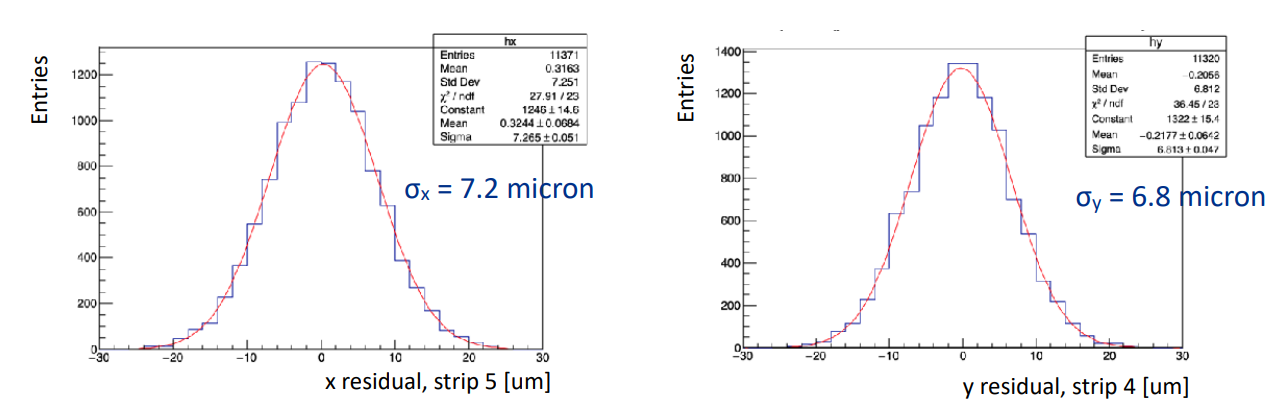 Entries
hx
Entries 11371
Mean 0.3163
Std Dev 7.251
χ² / ndf 27.91 / 23
Constant 1246 ± 14.6
Mean 0.3244 ± 0.0684
Sigma 7.265 ± 0.051
σx = 7.2 micron
1200
1000
800
600
400
200
0
−30 −20 −10 0 10 20 30
x residual, strip 5 [um]
Entries
hy
Entries 11320
Mean −0.2056
Std Dev 6.812
χ² / ndf 36.45 / 23
Constant 1322 ± 15.4
Mean −0.2177 ± 0.0642
Sigma 6.813 ± 0.047
σy = 6.8 micron
1400
1200
1000
800
600
400
200
0
−30 −20 −10 0 10 20 30
y residual, strip 4 [um]